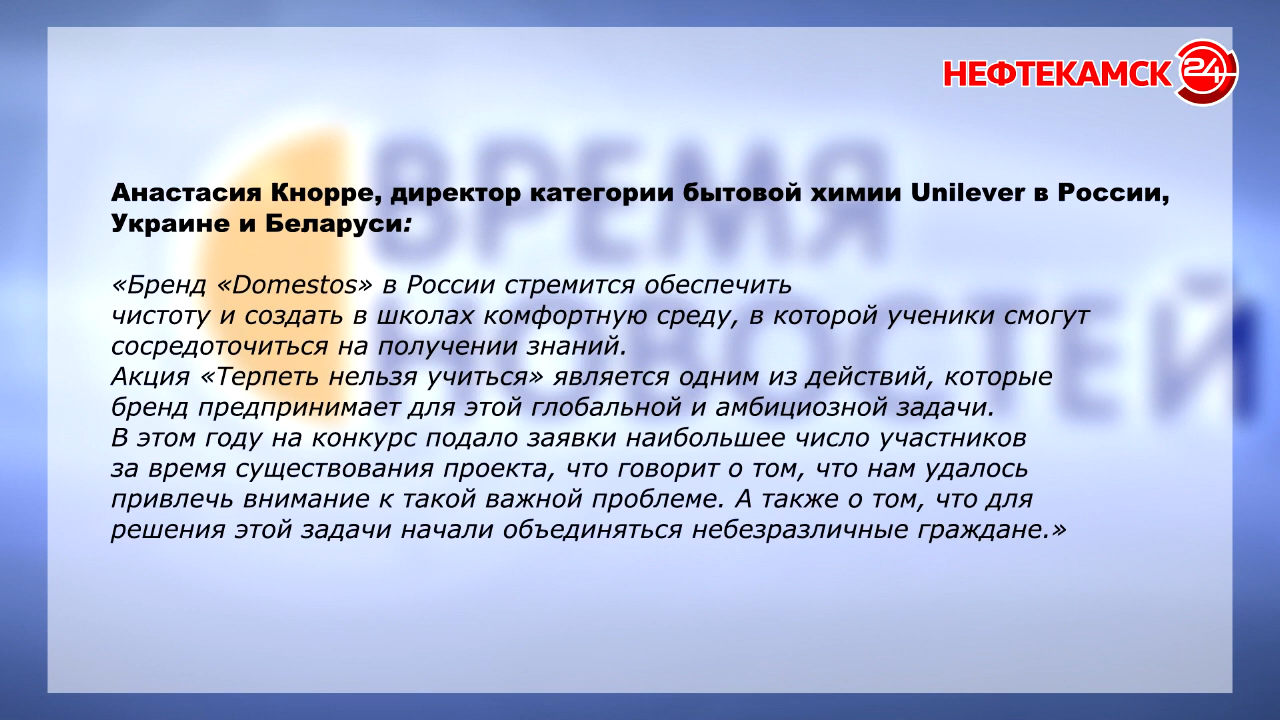 НЕФТЕКАМСК 24
ВРЕМЯ
НОВОСТЕЙ
Анастасия Кнорре, директор категории бытовой химии Unilever в России,
Украине и Беларуси:
«Бренд «Domestos» в России стремится обеспечить
чистоту и создать в школах комфортную среду, в которой ученики смогут
сосредоточиться на получении знаний.
Акция «Терпеть нельзя учиться» является одним из действий, которые
бренд предпринимает для этой глобальной и амбициозной задачи.
В этом году на конкурс подало заявки наибольшее число участников
за время существования проекта, что говорит о том, что нам удалось
привлечь внимание к такой важной проблеме. А также о том, что для
решения этой задачи начали объединяться небезразличные граждане.»